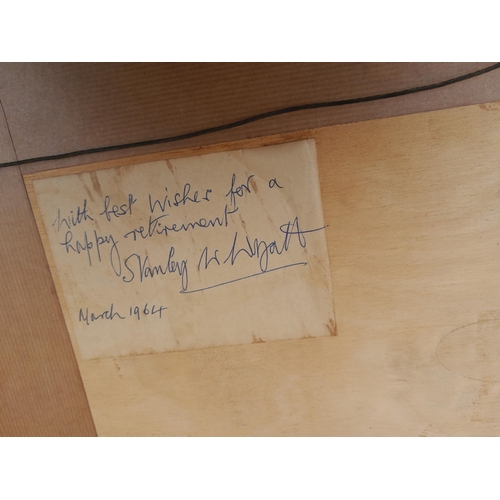 With best wishes for a
happy retirement
Stanley W Wyatt
March 1964